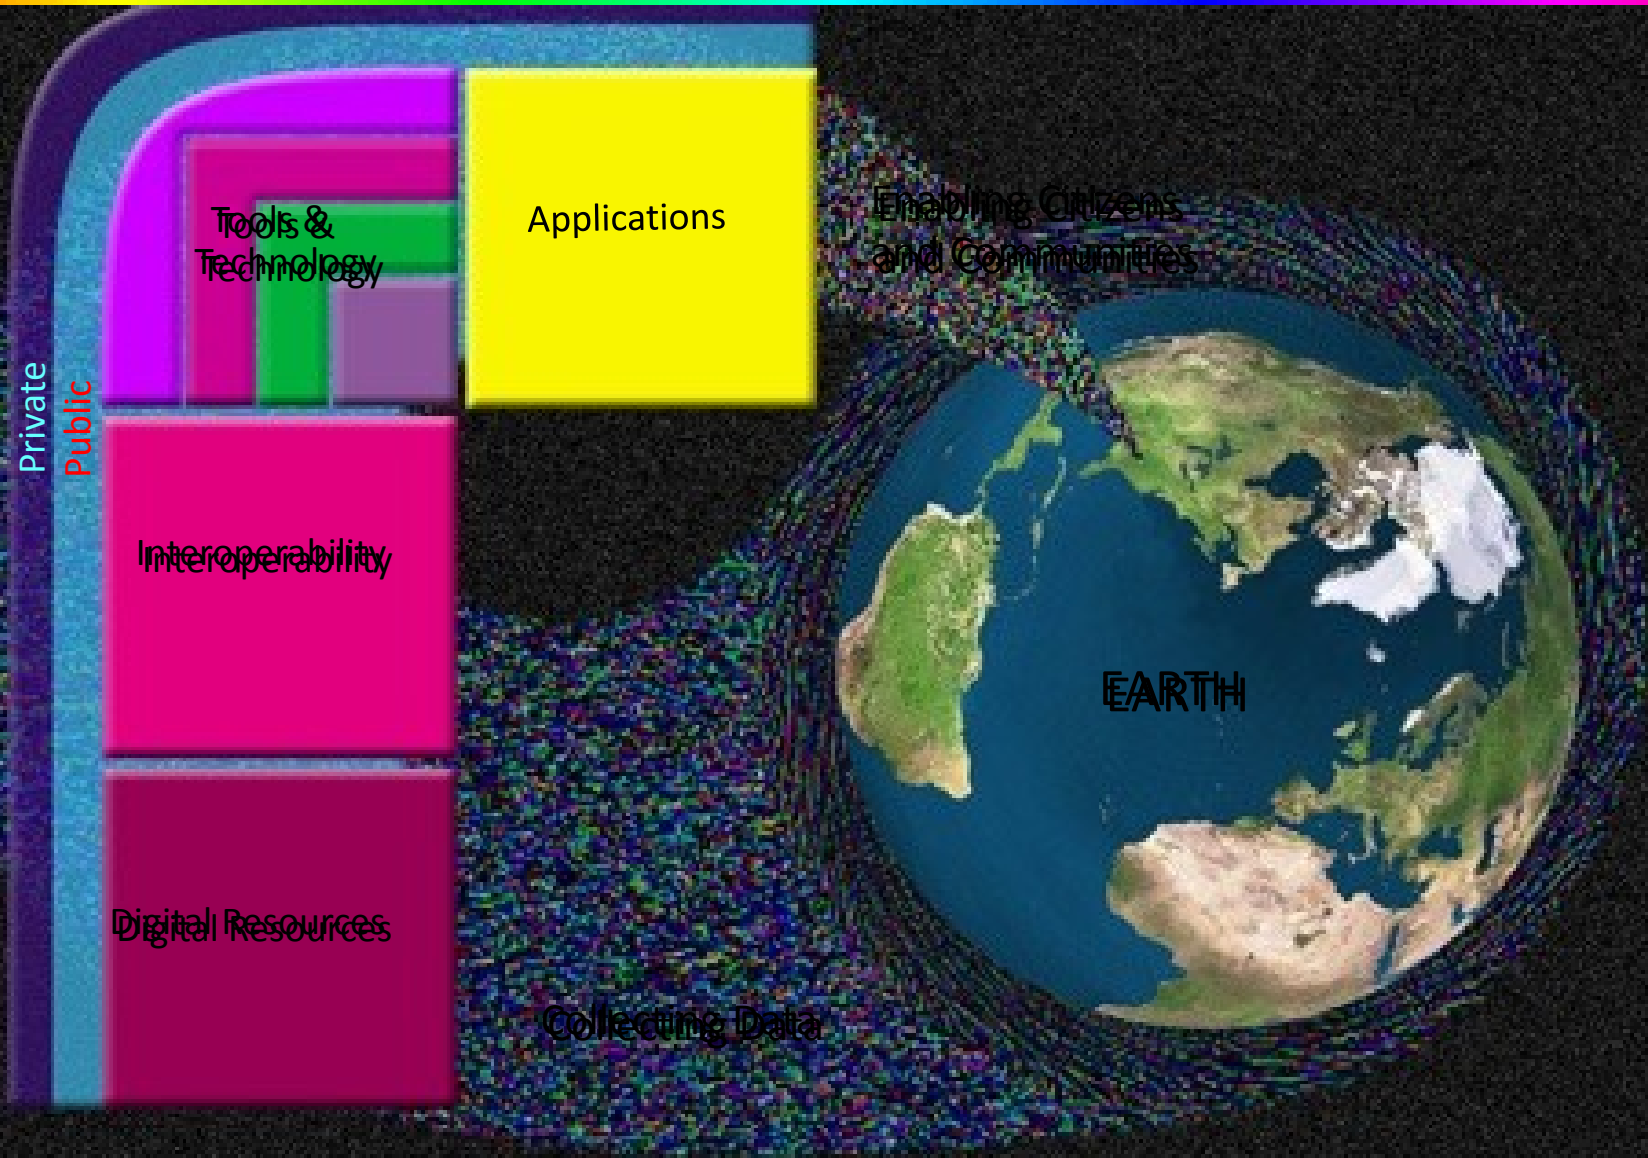 Tools &
Technology
Applications
Enabling Citizens
and Communities
Private
Public
Interoperability
EARTH
Digital Resources
Collecting Data